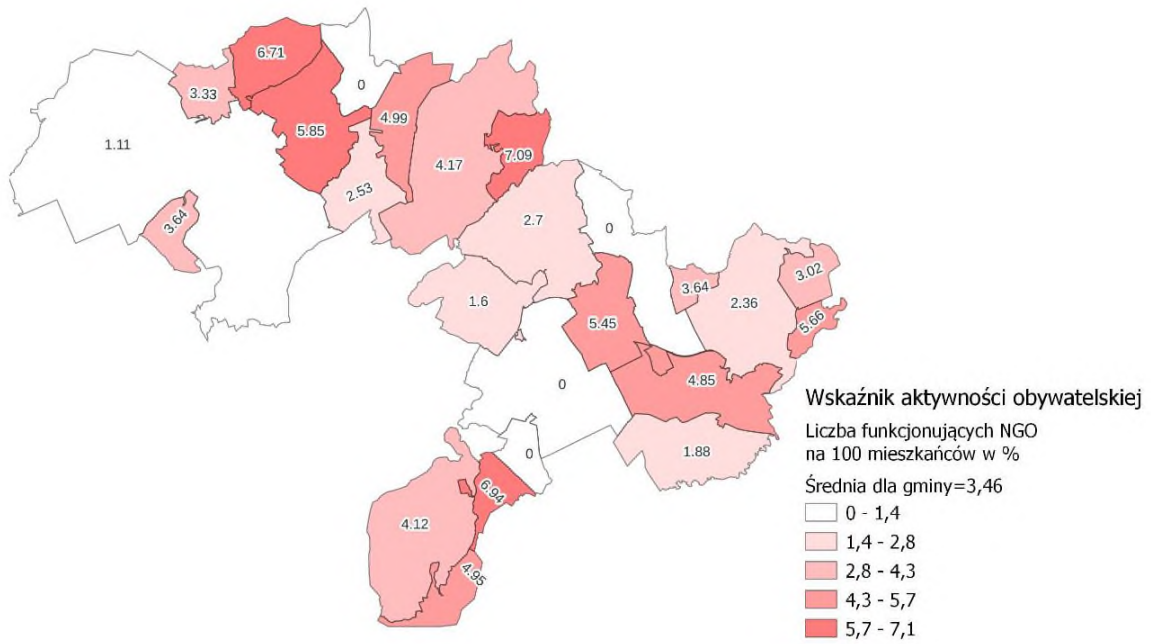 6.71
0
3.33
4.99
5.85
1.11
7.09
4.17
2.53
3.64
2.7
0
3.02
3.64
2.36
1.6
5.45
5.66
4.85
0
Wskaźnik aktywności obywatelskiej
Liczba funkcjonujących NGO
na 100 mieszkańców w %
1.88
0
Średnia dla gminy=3,46
6.94
0 - 1,4
4.12
1,4 - 2,8
2,8 - 4,3
4.95
4,3 - 5,7
5,7 - 7,1